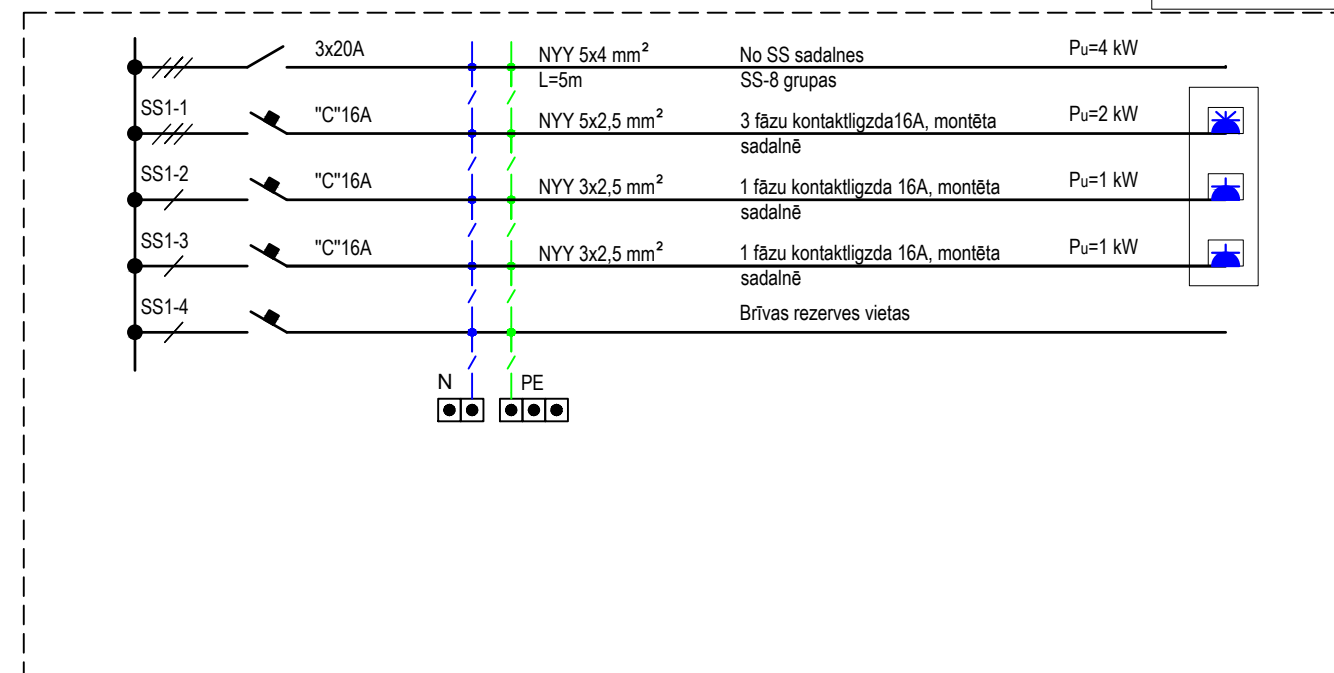 3x20A NYY 5x4 mm² No SS sadalnes Pu=4 kW
L=5m SS-8 grupas
SS1-1 "C"16A NYY 5x2,5 mm² 3 fāzu kontaktligzda16A, montēta Pu=2 kW
sadalnē
SS1-2 "C"16A NYY 3x2,5 mm² 1 fāzu kontaktligzda 16A, montēta Pu=1 kW
sadalnē
SS1-3 "C"16A NYY 3x2,5 mm² 1 fāzu kontaktligzda 16A, montēta Pu=1 kW
sadalnē
SS1-4 Brīvas rezerves vietas
N PE